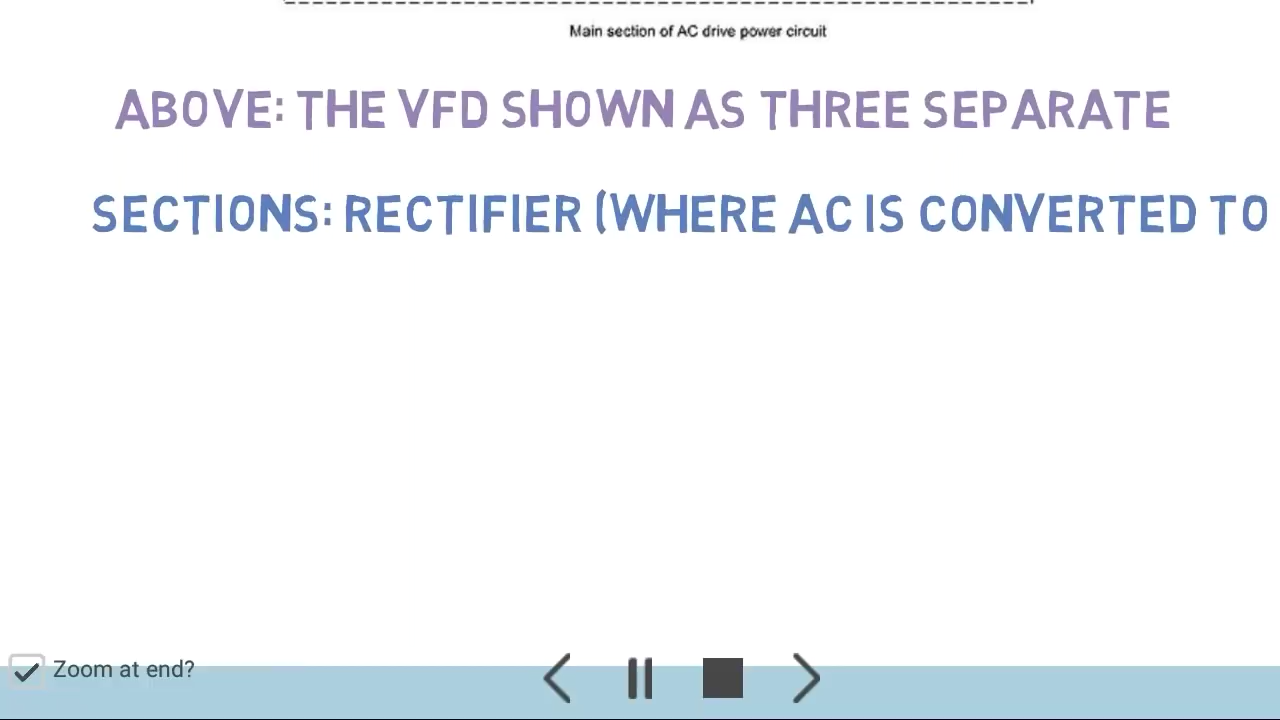 Main section of AC drive power circuit
ABOVE: THE VFD SHOWN AS THREE SEPARATE
SECTIONS: RECTIFIER (WHERE AC IS CONVERTED TO
Zoom at end?